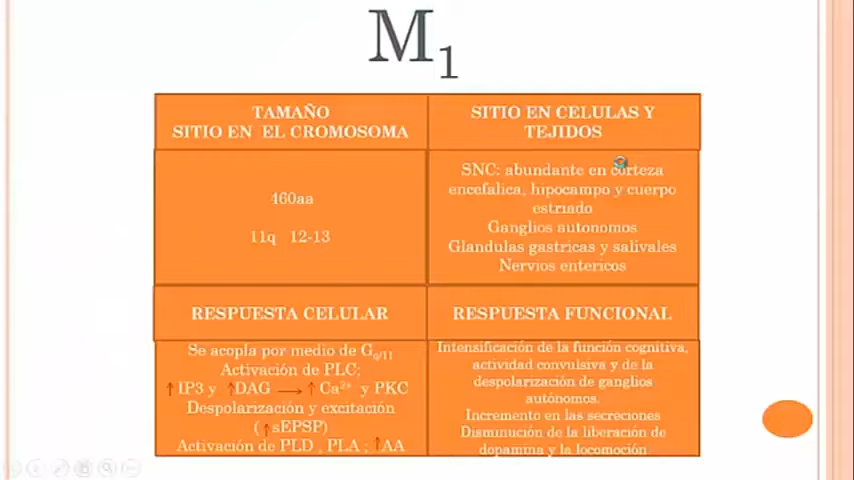 M₁
TAMAÑO
SITIO EN EL CROMOSOMA
SITIO EN CELULAS Y
TEJIDOS
460aa
11q 12-13
SNC: abundante en corteza
encefalica, hipocampo y cuerpo
estriado
Ganglios autonomos
Glandulas gastricas y salivales
Nervios entericos
RESPUESTA CELULAR
RESPUESTA FUNCIONAL
Se acopla por medio de Gq/11
Activación de PLC;
↑IP3 y ↑DAG → ↑Ca²⁺ y PKC
Despolarización y excitación
(↑sEPSP)
Activación de PLD , PLA ; ↑AA
Intensificación de la función cognitiva,
actividad convulsiva y de la
despolarización de ganglios
autónomos.
Incremento en las secreciones
Disminución de la liberación de
dopamina y la locomoción